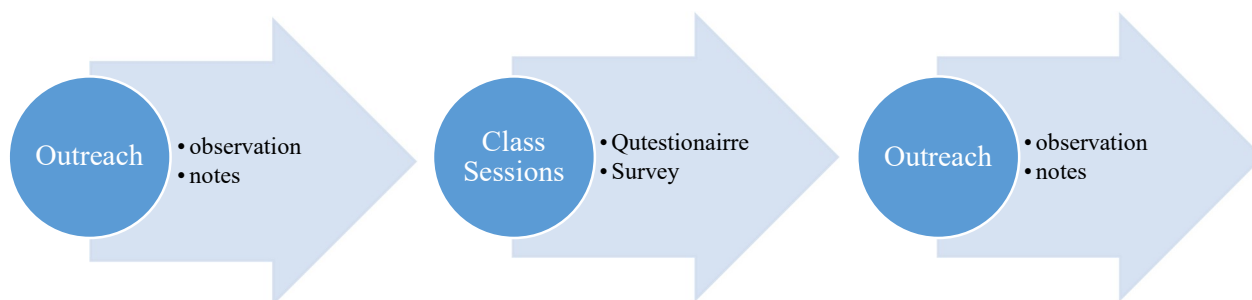 Outreach
• observation
• notes
Class
Sessions
• Qutestionairre
• Survey
Outreach
• observation
• notes